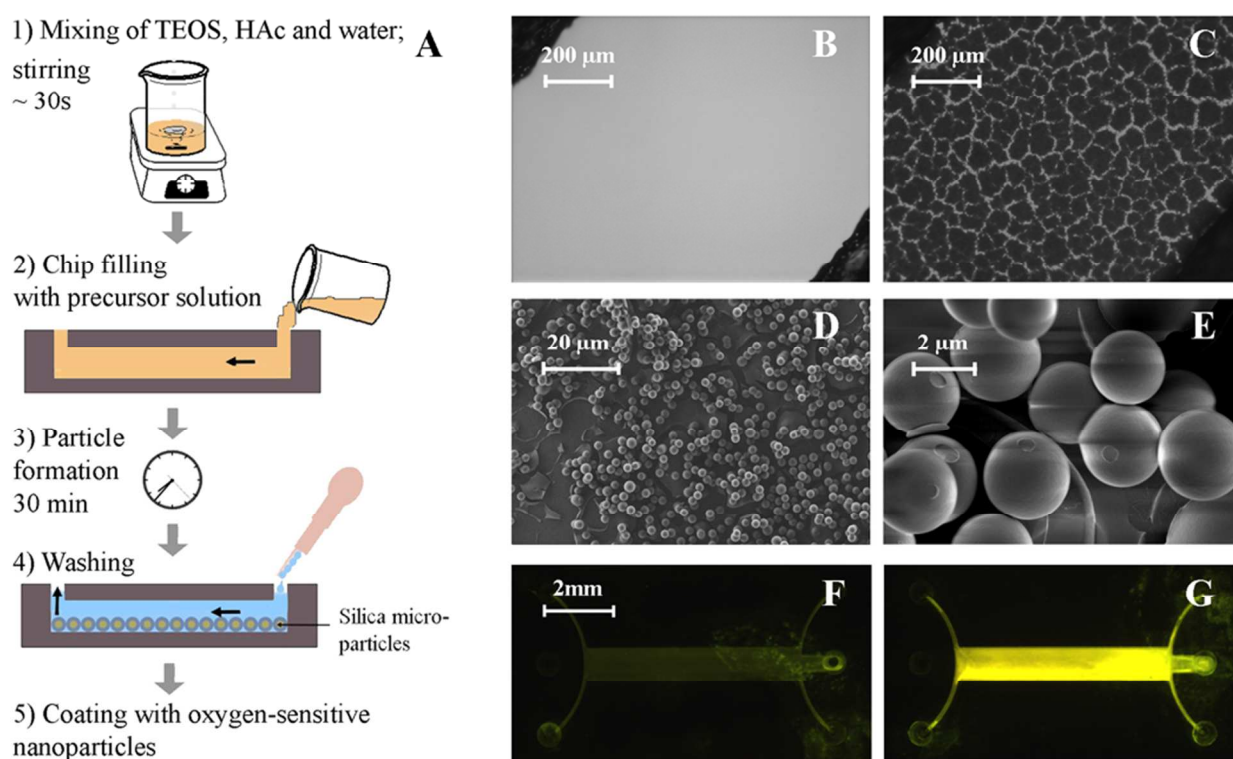 1) Mixing of TEOS, HAc and water;
stirring
~ 30s
A
2) Chip filling
with precursor solution
3) Particle
formation
30 min
4) Washing
Silica micro-
particles
5) Coating with oxygen-sensitive
nanoparticles
B
200 µm
C
200 µm
D
20 µm
E
2 µm
F
2mm
G